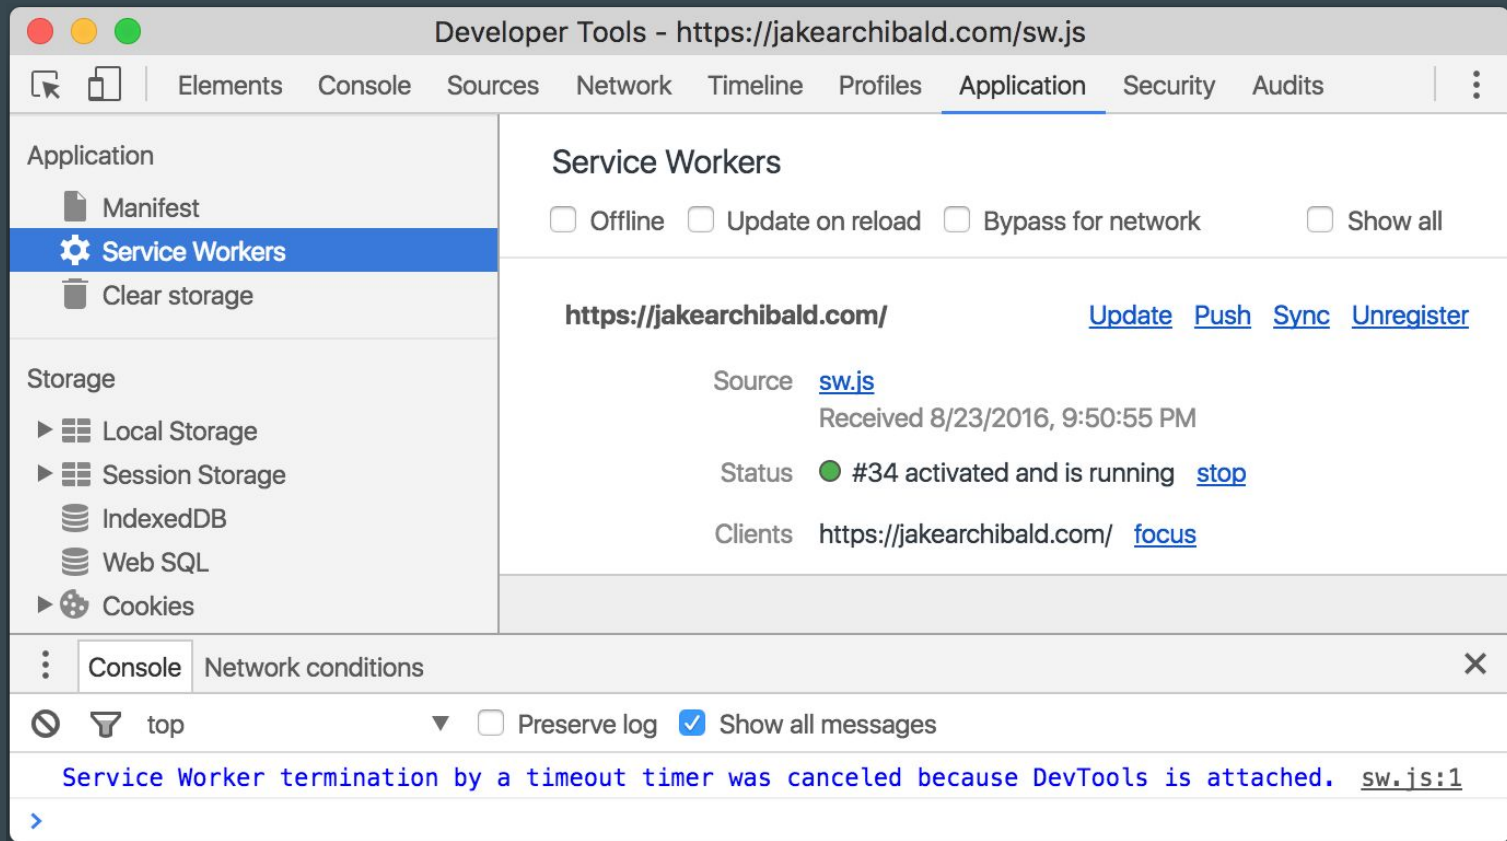 Developer Tools - https://jakearchibald.com/sw.js
Elements Console Sources Network Timeline Profiles Application Security Audits
Application
Manifest
Service Workers
Clear storage
Storage
Local Storage
Session Storage
IndexedDB
Web SQL
Cookies
Service Workers
Offline Update on reload Bypass for network Show all
https://jakearchibald.com/ Update Push Sync Unregister
Source sw.js
Received 8/23/2016, 9:50:55 PM
Status #34 activated and is running stop
Clients https://jakearchibald.com/ focus
Console Network conditions
top Preserve log Show all messages
Service Worker termination by a timeout timer was canceled because DevTools is attached. sw.js:1